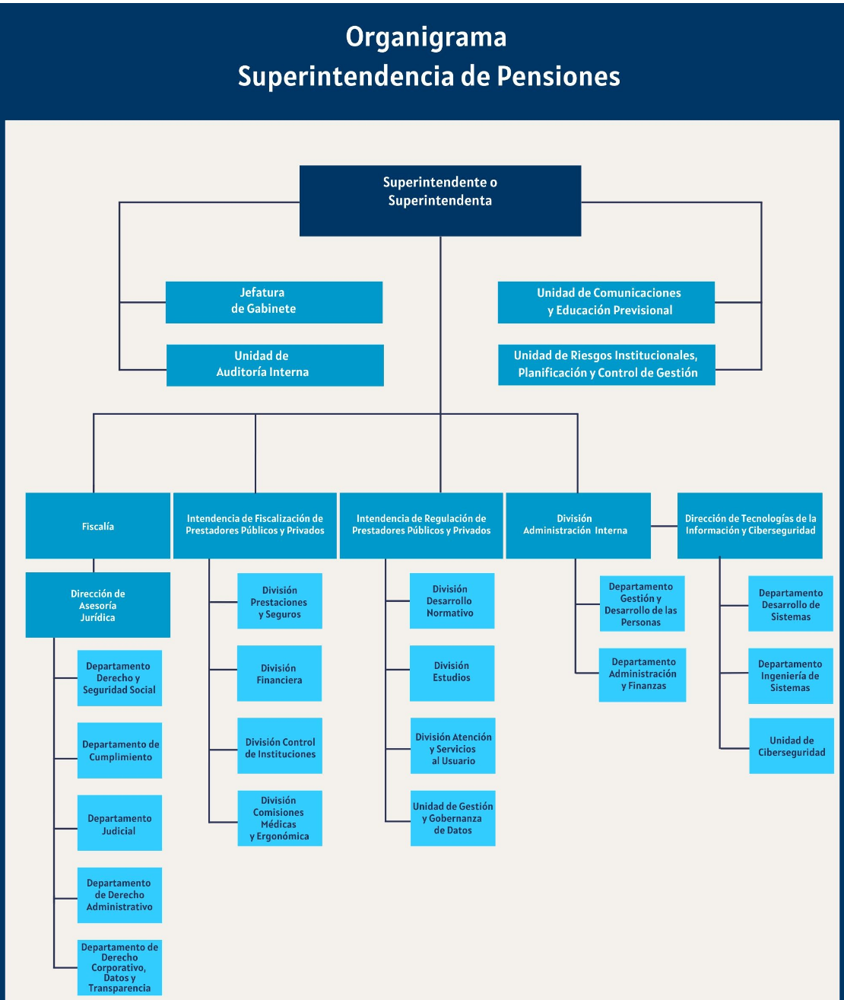 Organigrama
Superintendencia de Pensiones
Superintendente o
Superintendenta
Jefatura
de Gabinete
Unidad de Comunicaciones
y Educación Previsional
Unidad de
Auditoría Interna
Unidad de Riesgos Institucionales,
Planificación y Control de Gestión
Fiscalía
Intendencia de Fiscalización de
Prestadores Públicos y Privados
Intendencia de Regulación de
Prestadores Públicos y Privados
División
Administración Interna
Dirección de Tecnologías de la
Información y Ciberseguridad
Dirección de
Asesoría
Jurídica
Departamento
Derecho y
Seguridad Social
Departamento de
Cumplimiento
Departamento
Judicial
Departamento
de Derecho
Administrativo
Departamento de
Derecho
Corporativo,
Datos y
Transparencia
División
Prestaciones
y Seguros
División
Financiera
División Control
de Instituciones
División
Comisiones
Médicas
y Ergonómica
División
Desarrollo
Normativo
División
Estudios
División Atención
y Servicios
al Usuario
Unidad de Gestión
y Gobernanza
de Datos
Departamento
Gestión y
Desarrollo de las
Personas
Departamento
Administración
y Finanzas
Departamento
Desarrollo de
Sistemas
Departamento
Ingeniería de
Sistemas
Unidad de
Ciberseguridad